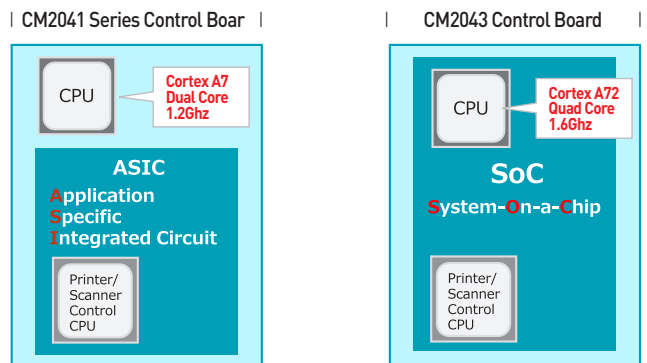 CM2041 Series Control Boar
CPU
Cortex A7
Dual Core
1.2Ghz
ASIC
Application
Specific
Integrated Circuit
Printer/
Scanner
Control
CPU
CM2043 Control Board
CPU
Cortex A72
Quad Core
1.6Ghz
SoC
System-On-a-Chip
Printer/
Scanner
Control
CPU